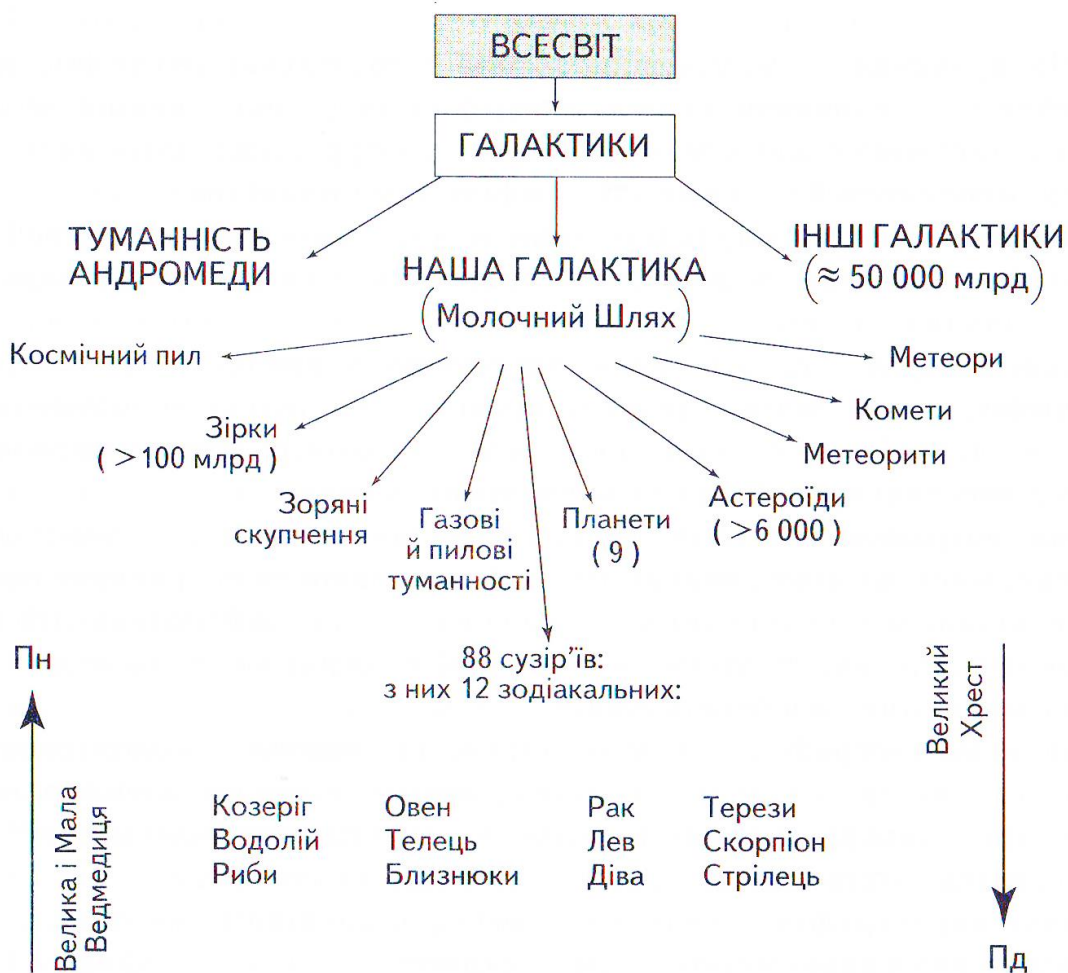 ВСЕСВІТ
ГАЛАКТИКИ
ТУМАННІСТЬ
АНДРОМЕДИ
НАША ГАЛАКТИКА
(Молочний Шлях)
ІНШІ ГАЛАКТИКИ
(≈ 50 000 млрд)
Космічний пил
Зірки
( >100 млрд )
Зоряні
скупчення
Газові
й пилові
туманності
Планети
( 9 )
Астероїди
( >6 000 )
Метеорити
Комети
Метеори
88 сузір’їв:
з них 12 зодіакальних:
Пн
Велика і Мала
Ведмедиця
Козеріг Овен Рак Терези
Водолій Телець Лев Скорпіон
Риби Близнюки Діва Стрілець
Великий
Хрест
Пд